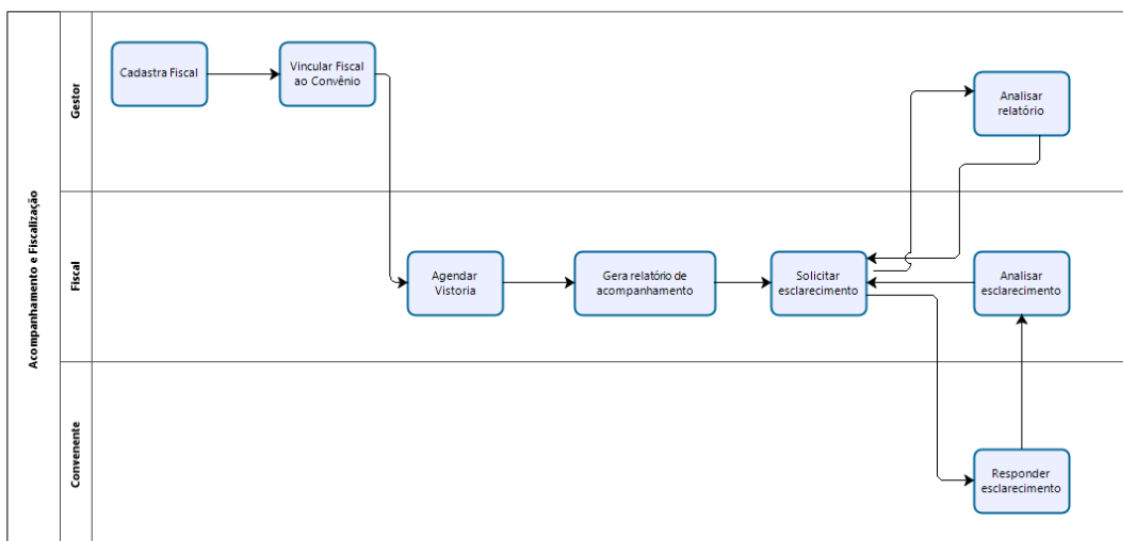 Acompanhamento e Fiscalização
Gestor
Cadastra Fiscal
Vincular Fiscal
ao Convênio
Analisar
relatório
Fiscal
Agendar
Vistoria
Gera relatório de
acompanhamento
Solicitar
esclarecimento
Analisar
esclarecimento
Convenente
Responder
esclarecimento